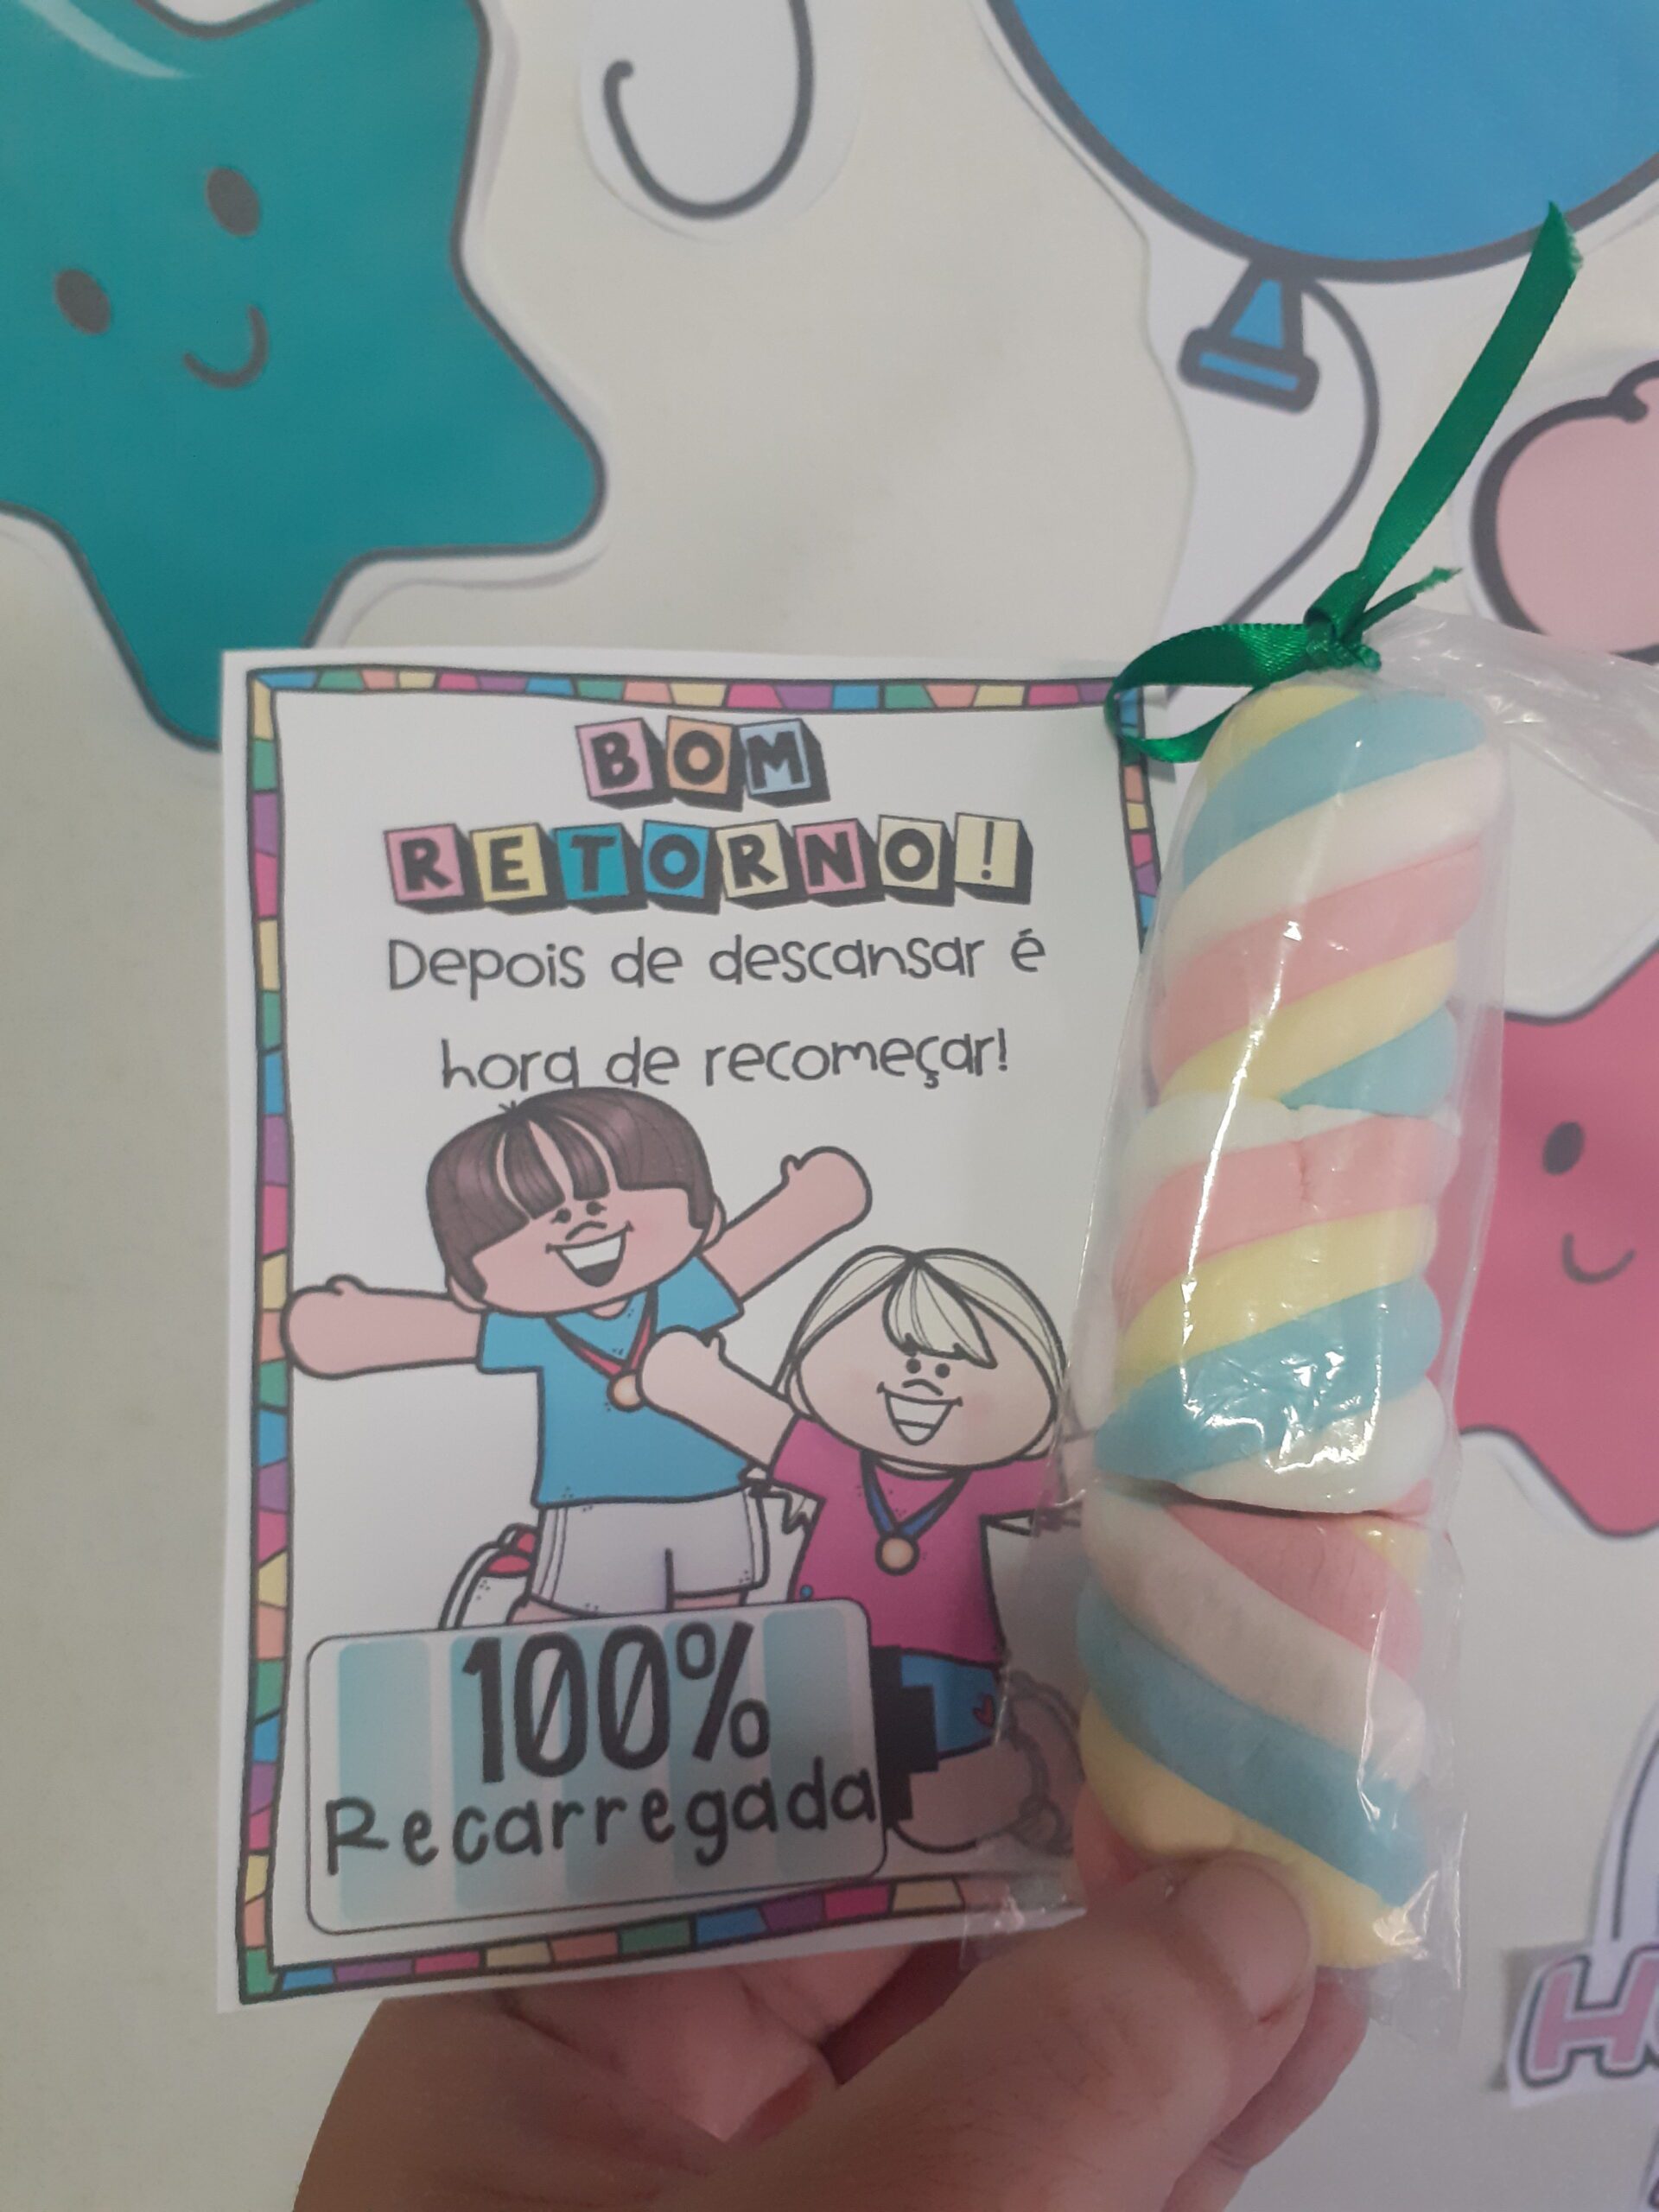 BOM
RETORNO!
Depois de descansar é
hora de recomeçar!
100%
Recarregada